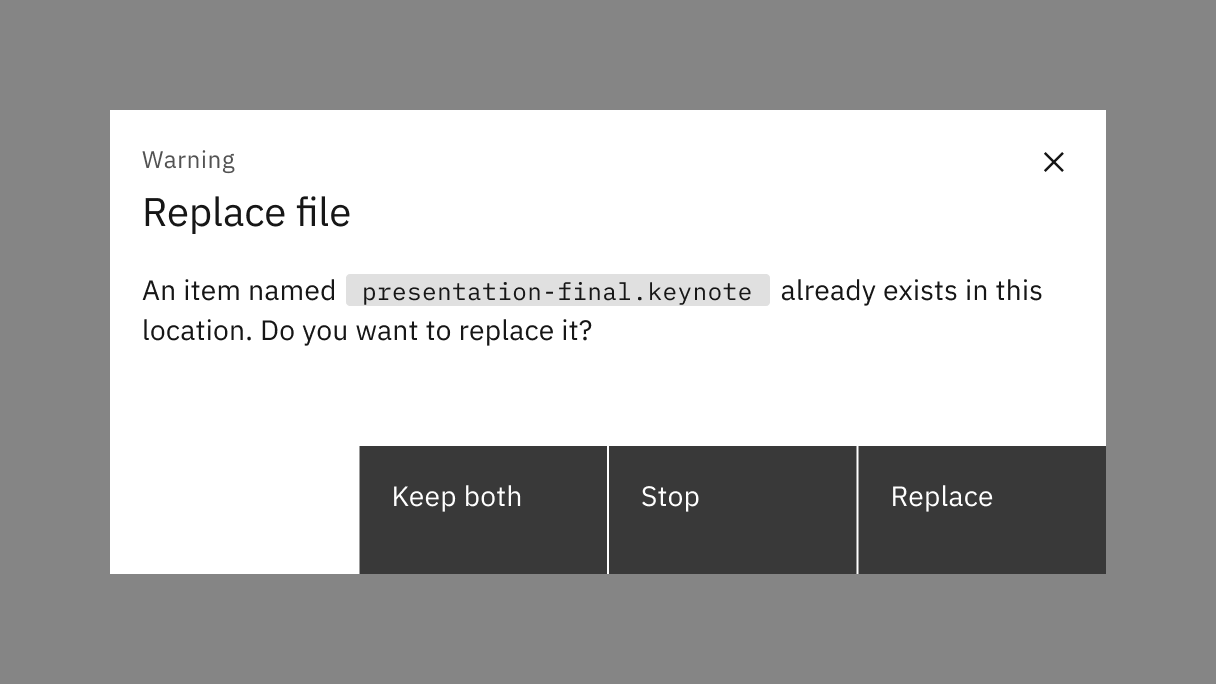 Warning
Replace file
An item named presentation-final.keynote already exists in this
location. Do you want to replace it?
Keep both
Stop
Replace